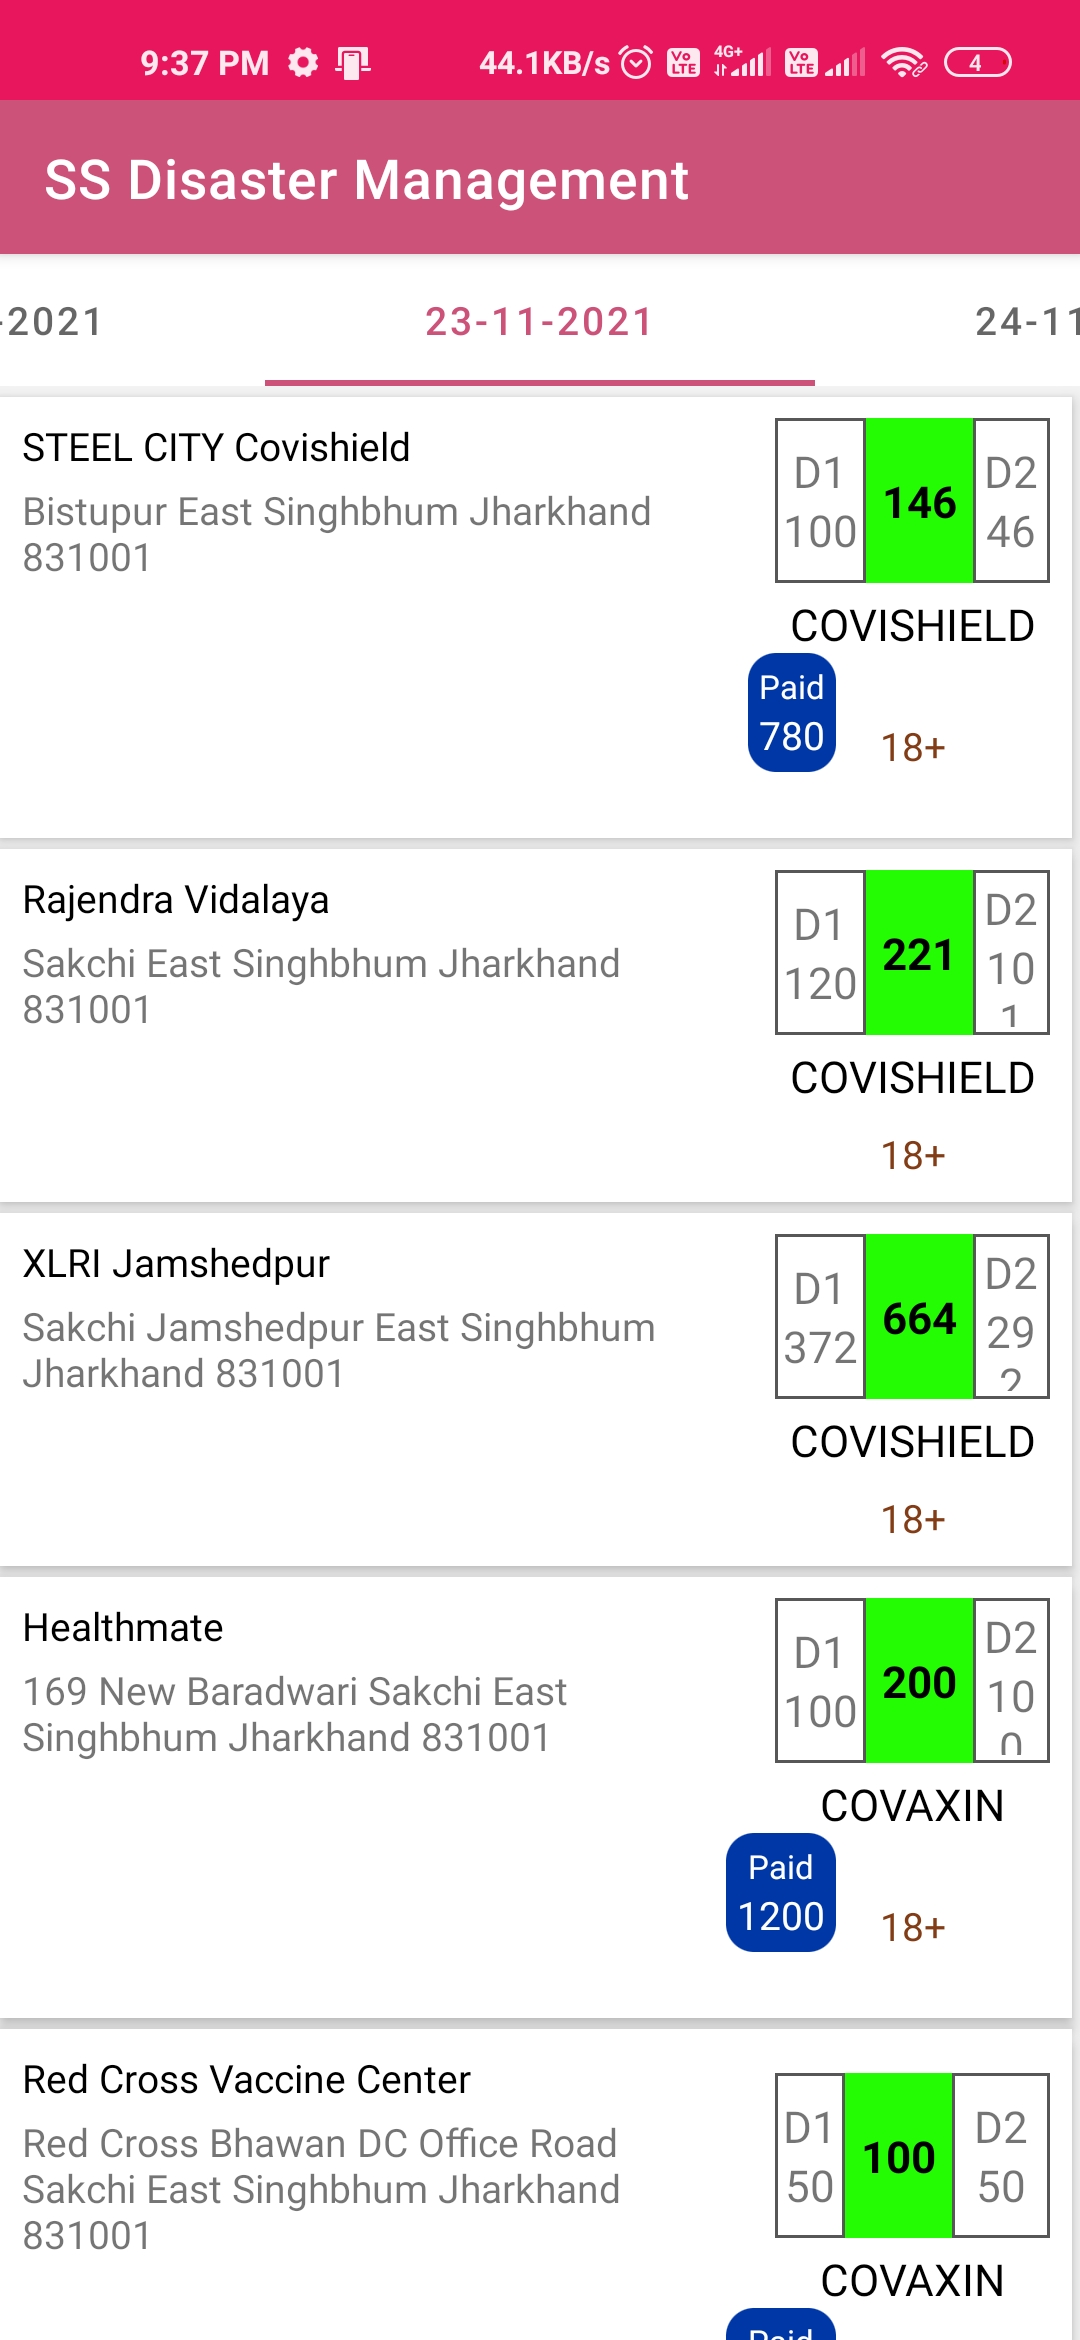 9:37 PM 44.1KB/s Vo LTE 4G+ Vo LTE 4
SS Disaster Management
-2021 23-11-2021 24-11
STEEL CITY Covishield
Bistupur East Singhbhum Jharkhand
831001
D1
100
146
D2
46
COVISHIELD
Paid
780
18+
Rajendra Vidalaya
Sakchi East Singhbhum Jharkhand
831001
D1
120
221
D2
10
1
COVISHIELD
18+
XLRI Jamshedpur
Sakchi Jamshedpur East Singhbhum
Jharkhand 831001
D1
372
664
D2
29
2
COVISHIELD
18+
Healthmate
169 New Baradwari Sakchi East
Singhbhum Jharkhand 831001
D1
100
200
D2
10
0
COVAXIN
Paid
1200
18+
Red Cross Vaccine Center
Red Cross Bhawan DC Office Road
Sakchi East Singhbhum Jharkhand
831001
D1
50
100
D2
50
COVAXIN
Paid